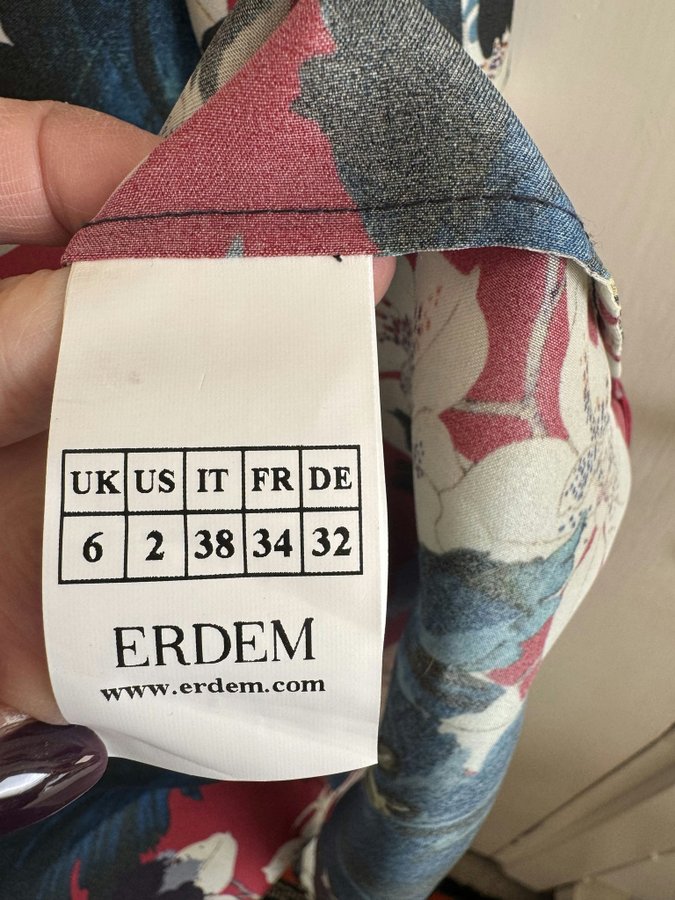 UK US IT FR DE
6 2 38 34 32
ERDEM
www.erdem.com